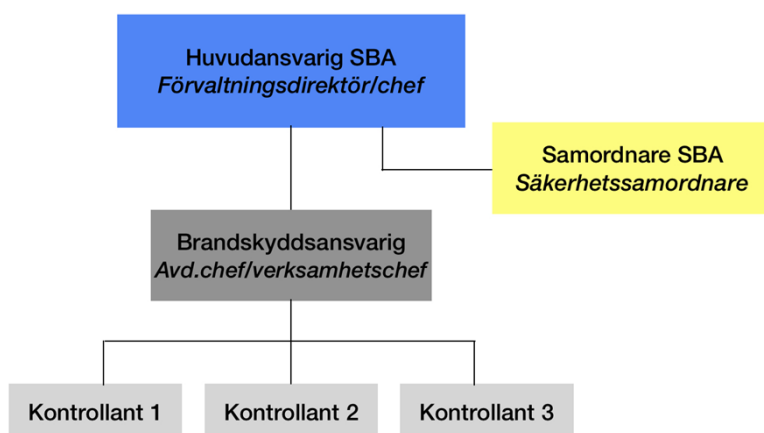 Huvudansvarig SBA
Förvaltningsdirektör/chef
Samordnare SBA
Säkerhetssamordnare
Brandskyddsansvarig
Avd.chef/verksamhetschef
Kontrollant 1
Kontrollant 2
Kontrollant 3